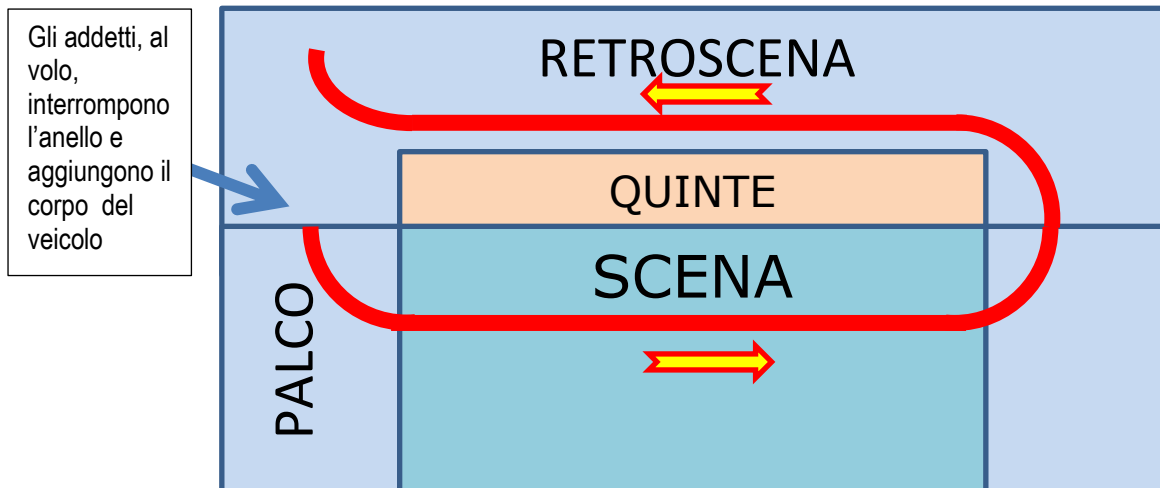 Gli addetti, al
volo,
interrompono
l'anello e
aggiungono il
corpo del
veicolo
RETROSCENA
QUINTE
SCENA
PALCO